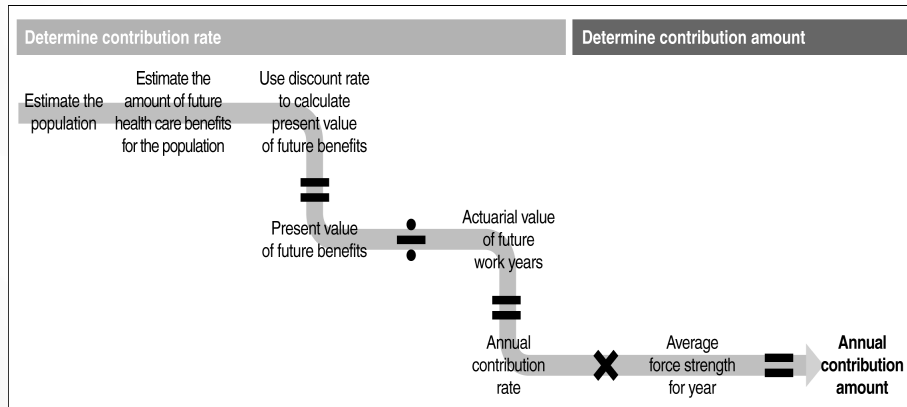 Determine contribution rate
Determine contribution amount
Estimate the
population
Estimate the
amount of future
health care benefits
for the population
Use discount rate
to calculate
present value
of future benefits
=
Present value
of future benefits
÷
Actuarial value
of future
work years
=
Annual
contribution
rate
×
Average
force strength
for year
=
Annual
contribution
amount